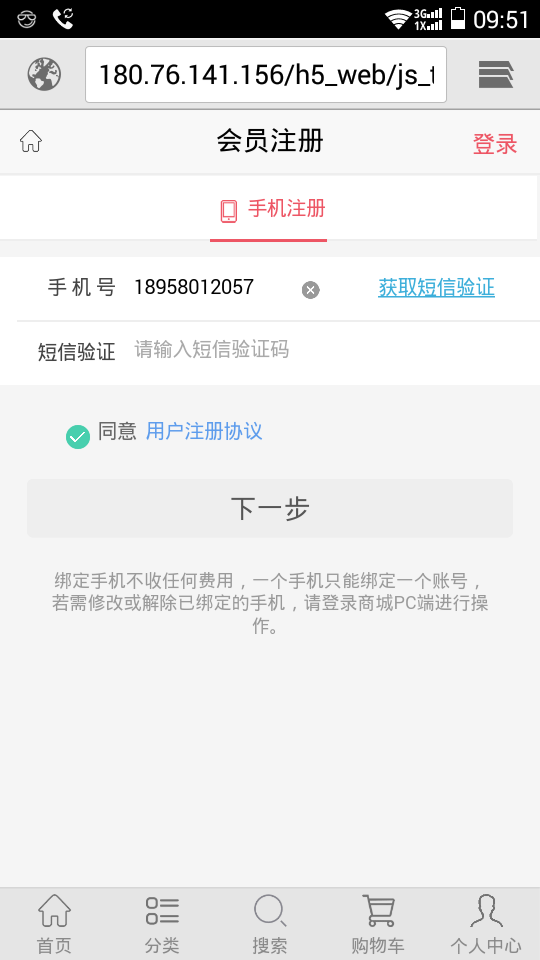 3G
1X
09:51
180.76.141.156/h5_web/js_t
会员注册
登录
手机注册
手机号 18958012057 获取短信验证
短信验证 请输入短信验证码
同意 用户注册协议
下一步
绑定手机不收任何费用，一个手机只能绑定一个账号，
若需修改或解除已绑定的手机，请登录商城PC端进行操
作。
首页 分类 搜索 购物车 个人中心